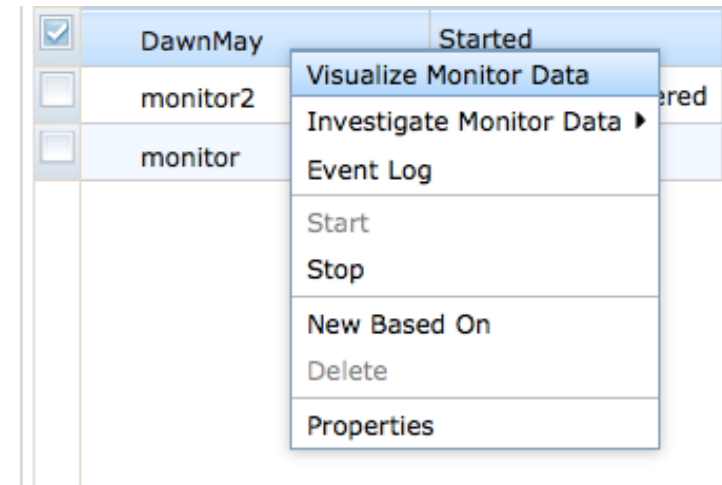 DawnMay Started
Visualize Monitor Data
monitor2 ered
Investigate Monitor Data
monitor
Event Log
Start
Stop
New Based On
Delete
Properties